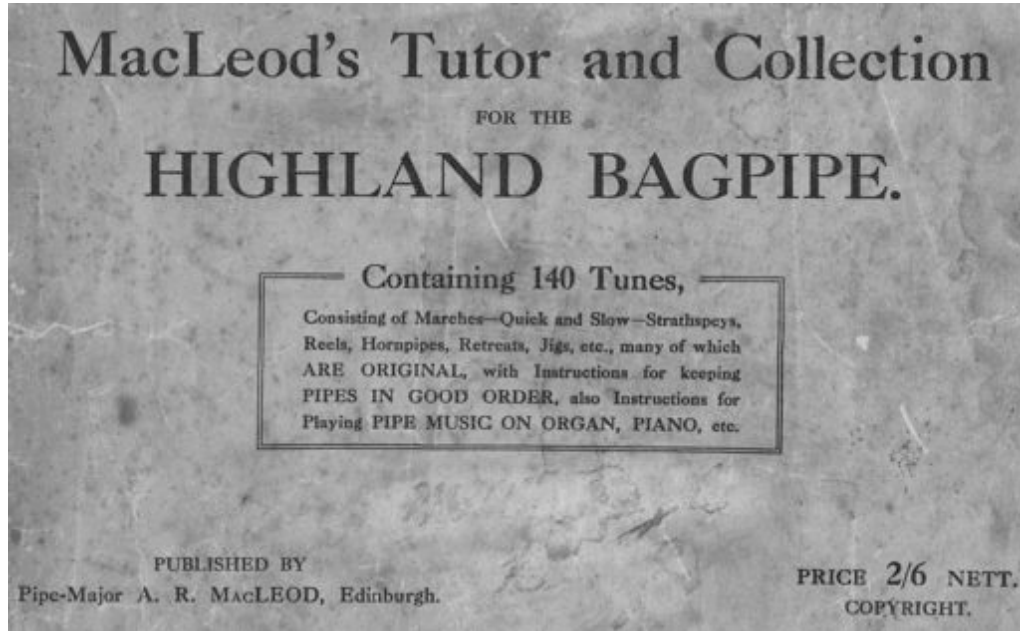 MacLeod's Tutor and Collection
FOR THE
HIGHLAND BAGPIPE.
Containing 140 Tunes,
Consisting of Marches—Quick and Slow—Strathspeys,
Reels, Hornpipes, Retreats, Jigs, etc., many of which
ARE ORIGINAL, with Instructions for keeping
PIPES IN GOOD ORDER, also Instructions for
Playing PIPE MUSIC ON ORGAN, PIANO, etc.
PUBLISHED BY
Pipe-Major A. R. MACLEOD, Edinburgh.
PRICE 2/6 NETT.
COPYRIGHT.